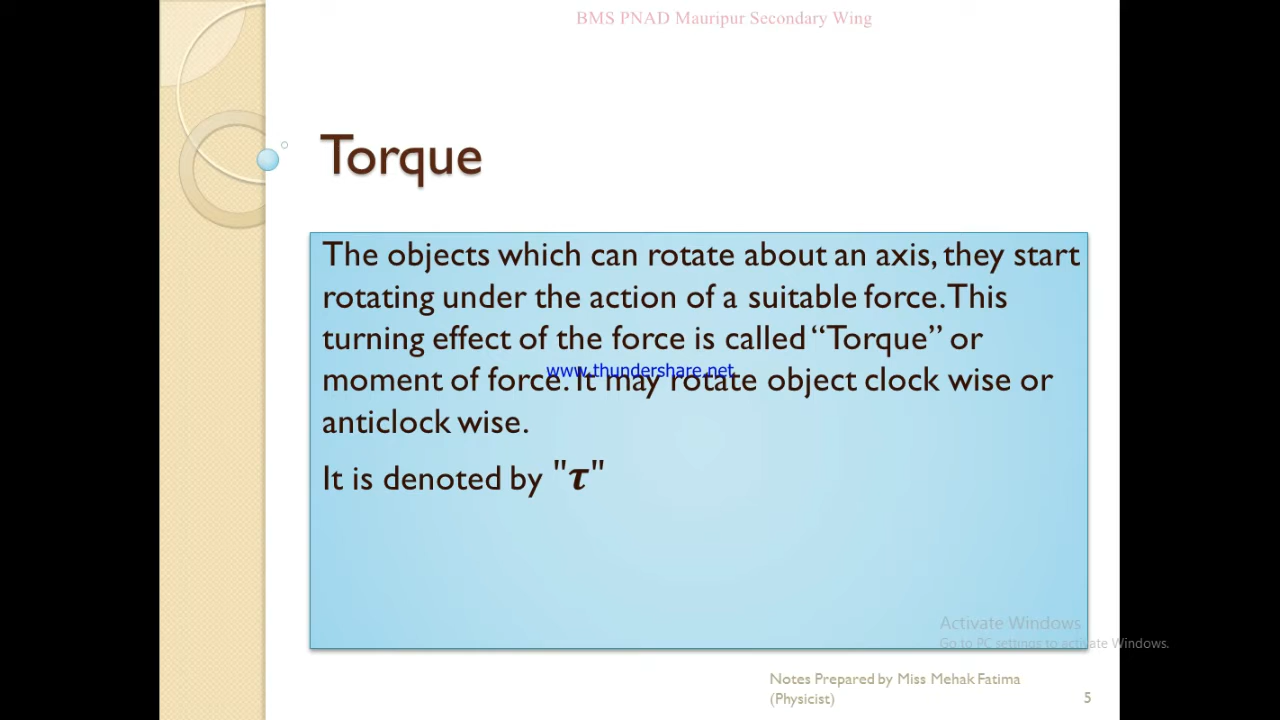 BMS PNAD Mauripur Secondary Wing
Torque
The objects which can rotate about an axis, they start
rotating under the action of a suitable force. This
turning effect of the force is called “Torque” or
www.thundershare.net
moment of force. It may rotate object clock wise or
anticlock wise.
It is denoted by "τ"
Activate Windows
Go to PC settings to activate Windows.
Notes Prepared by Miss Mehak Fatima
(Physicist)
5